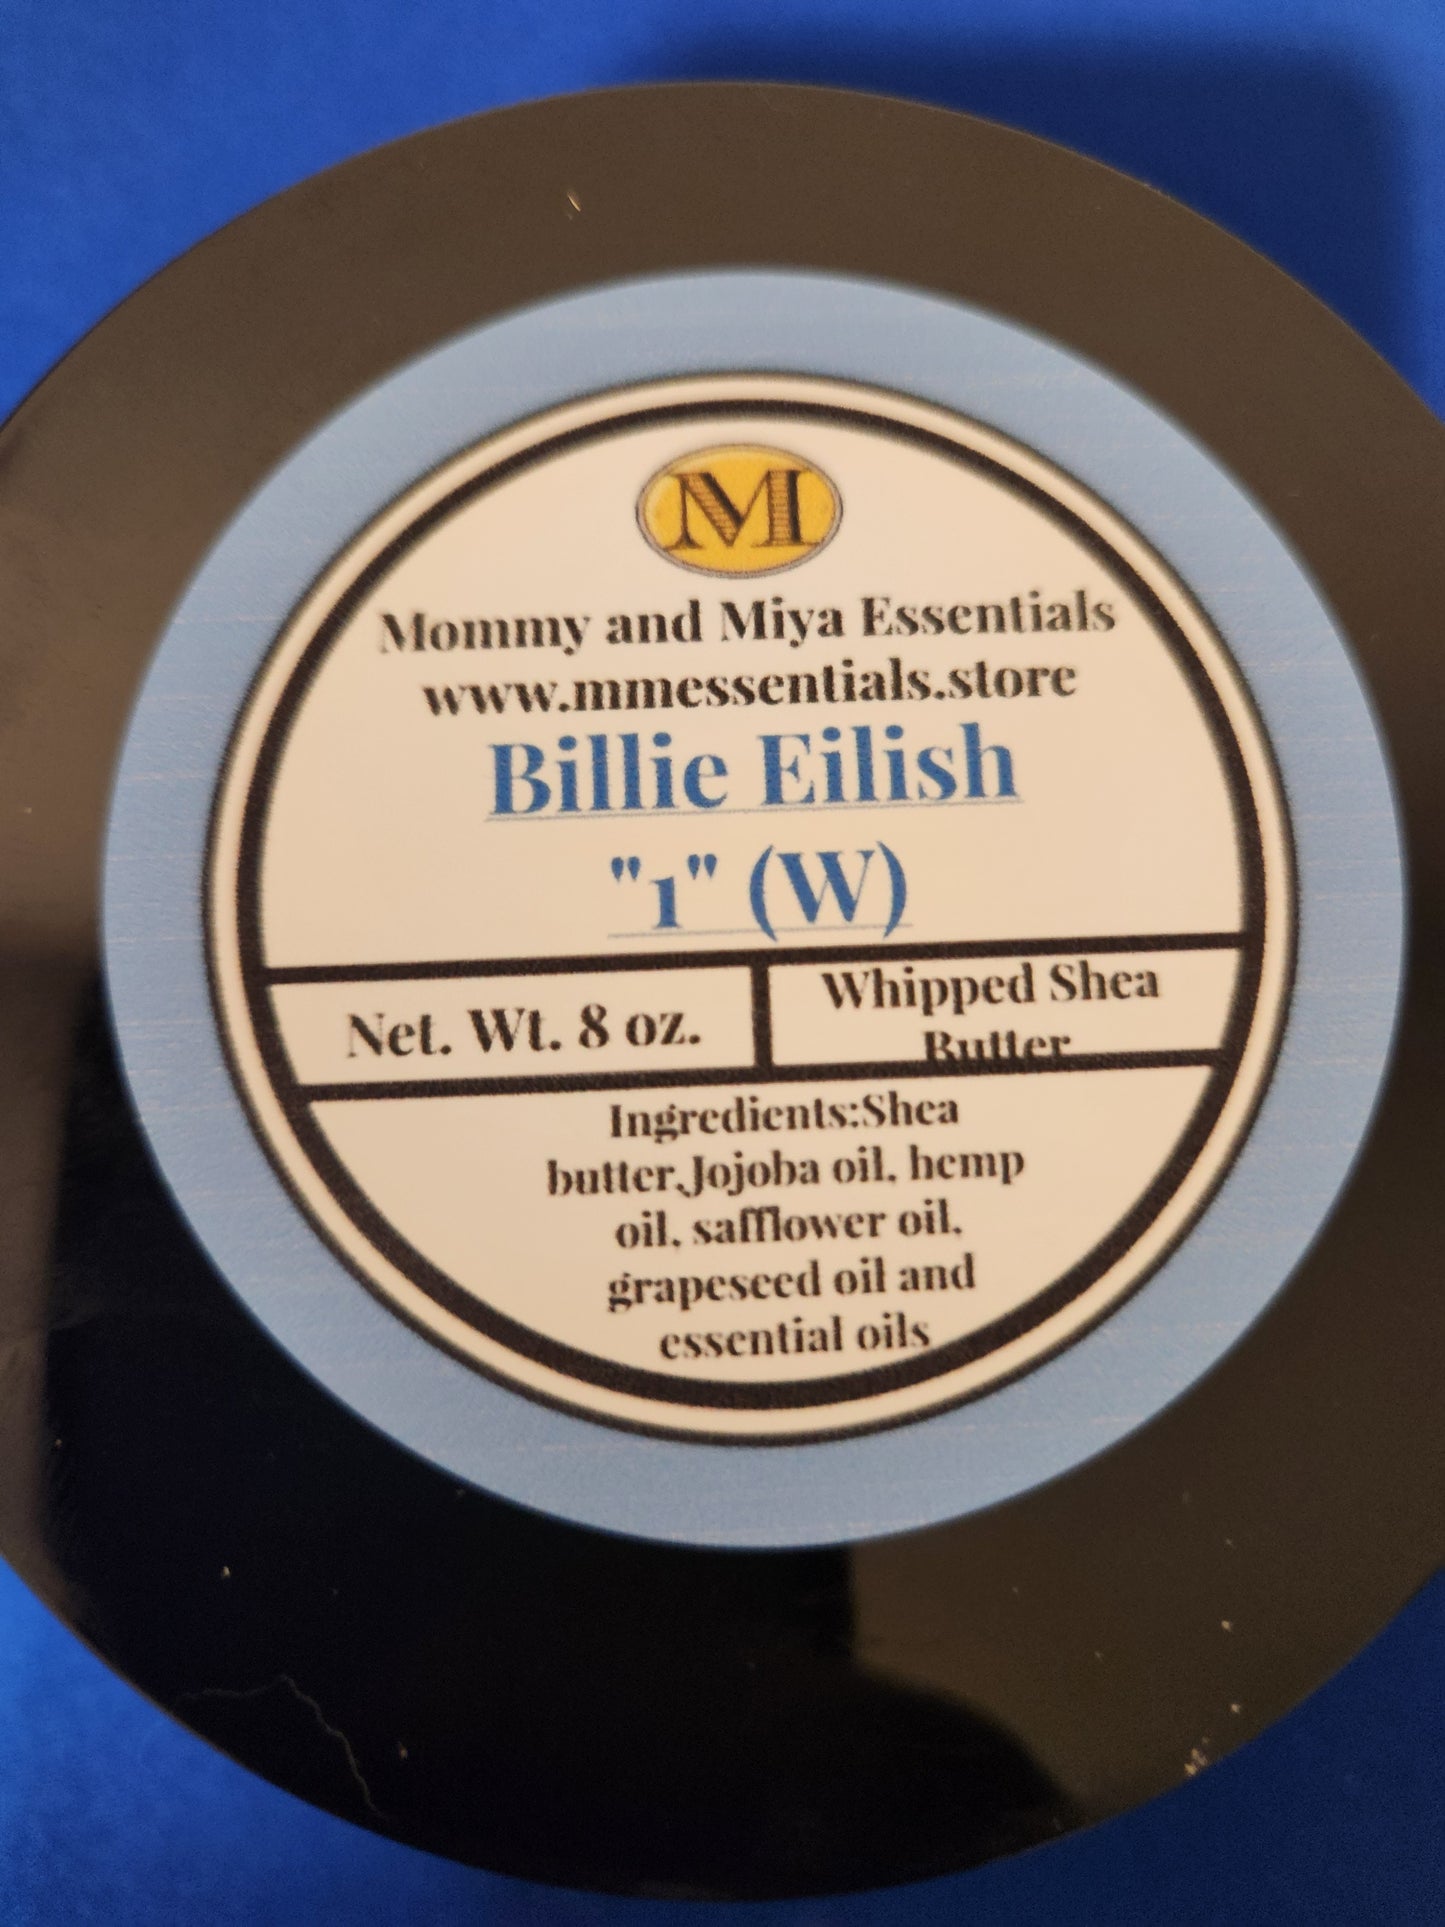 M
Mommy and Miya Essentials
www.mmessentials.store
Billie Eilish
"1" (W)
Net. Wt. 8 oz.
Whipped Shea
Butter
Ingredients:Shea
butter,Jojoba oil, hemp
oil, safflower oil,
grapeseed oil and
essential oils